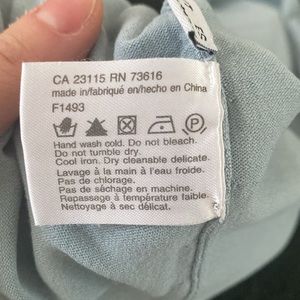 CA 23115 RN 73616
made in/fabriqué en/hecho en China
F1493
Hand wash cold. Do not bleach.
Do not tumble dry.
Cool iron. Dry cleanable delicate.
Lavage à la main à l'eau froide.
Pas de chlorage.
Pas de séchage en machine.
Repassage à température faible.
Nettoyage à sec délicat.